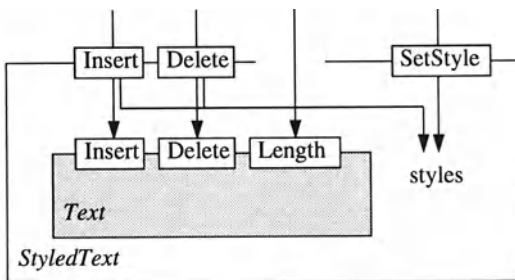 Insert Delete SetStyle
Insert Delete Length
styles
Text
StyledText